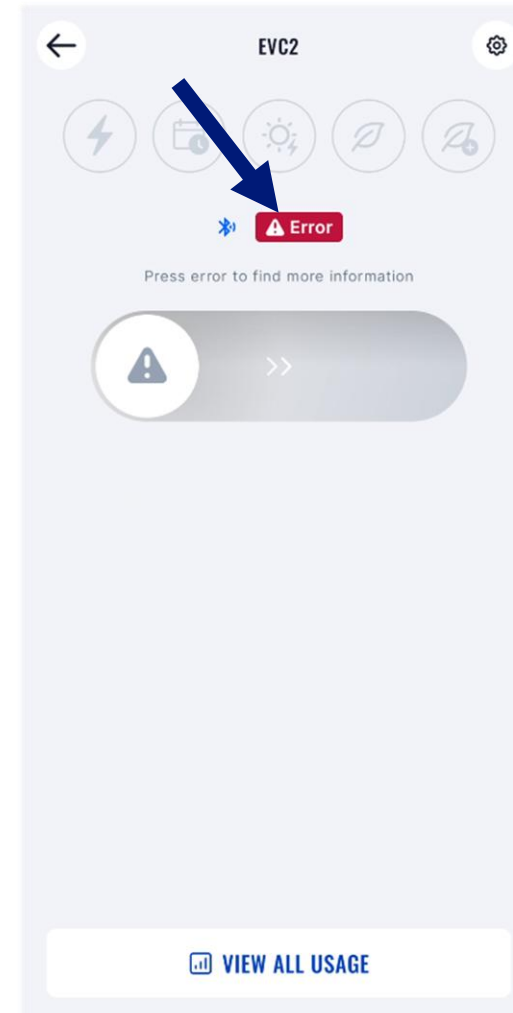 EVC2
Error
Press error to find more information
VIEW ALL USAGE